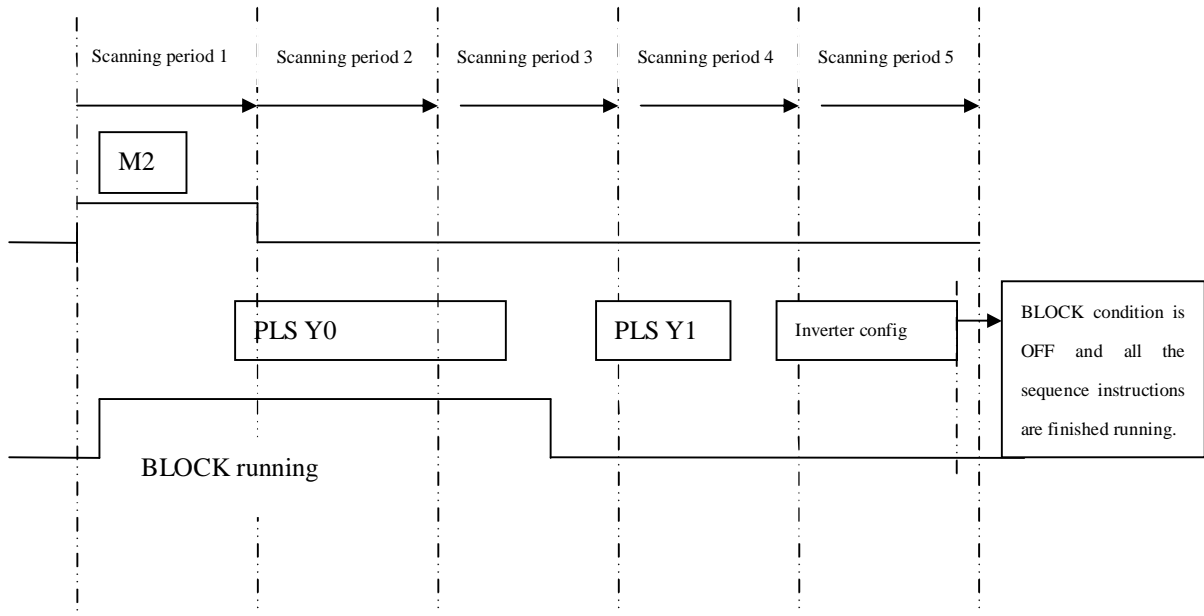 Scanning period 1
Scanning period 2
Scanning period 3
Scanning period 4
Scanning period 5
M2
PLS Y0
PLS Y1
Inverter config
BLOCK condition is
OFF and all the
sequence instructions
are finished running.
BLOCK running